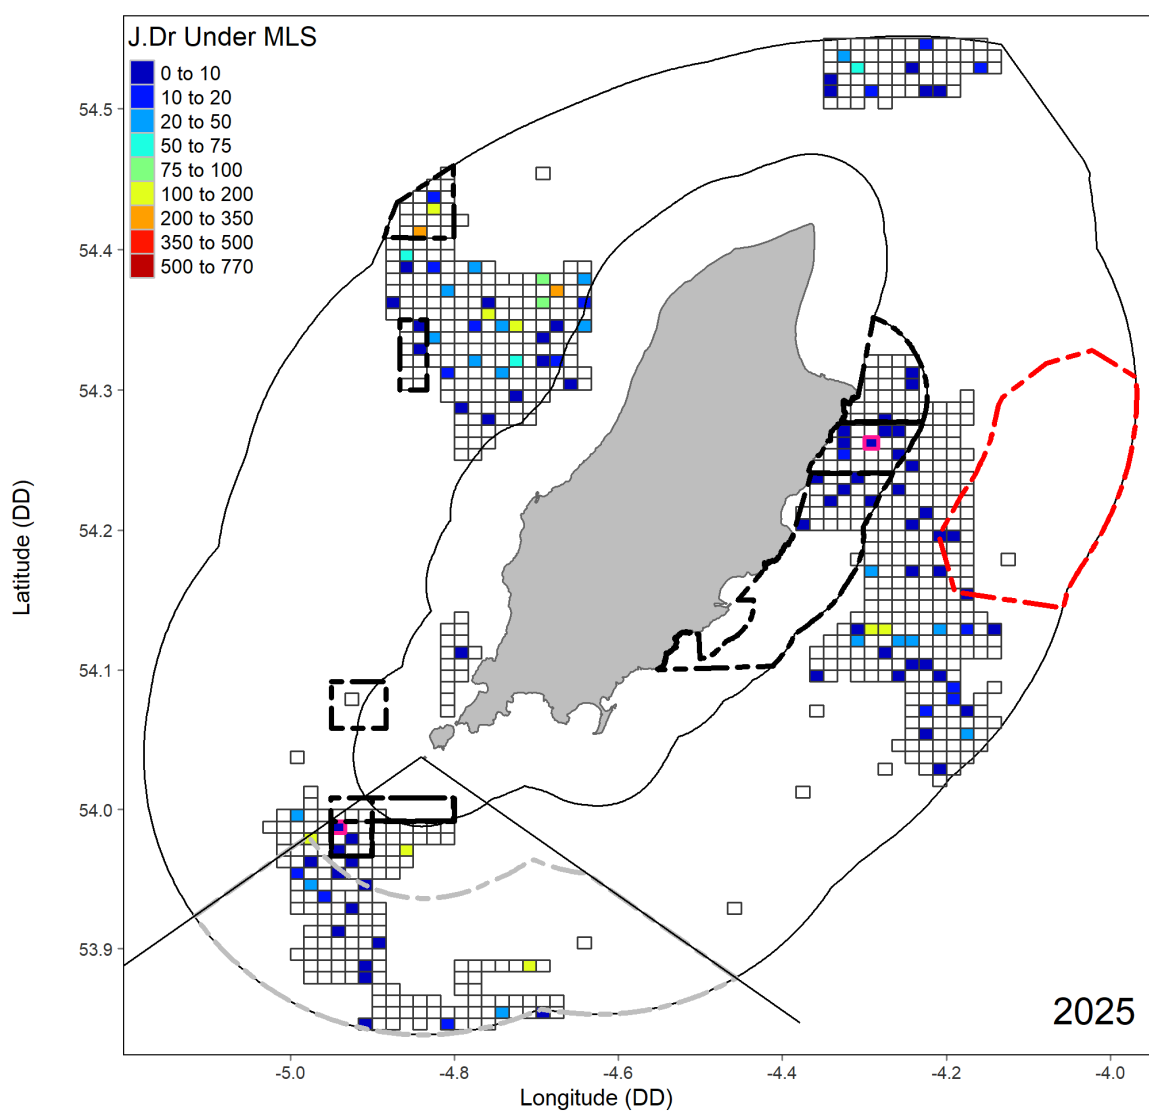 J.Dr Under MLS
0 to 10
10 to 20
20 to 50
50 to 75
75 to 100
100 to 200
200 to 350
350 to 500
500 to 770
54.5
54.4
54.3
54.2
54.1
54.0
53.9
Latitude (DD)
2025
-5.0 -4.8 -4.6 -4.4 -4.2 -4.0
Longitude (DD)